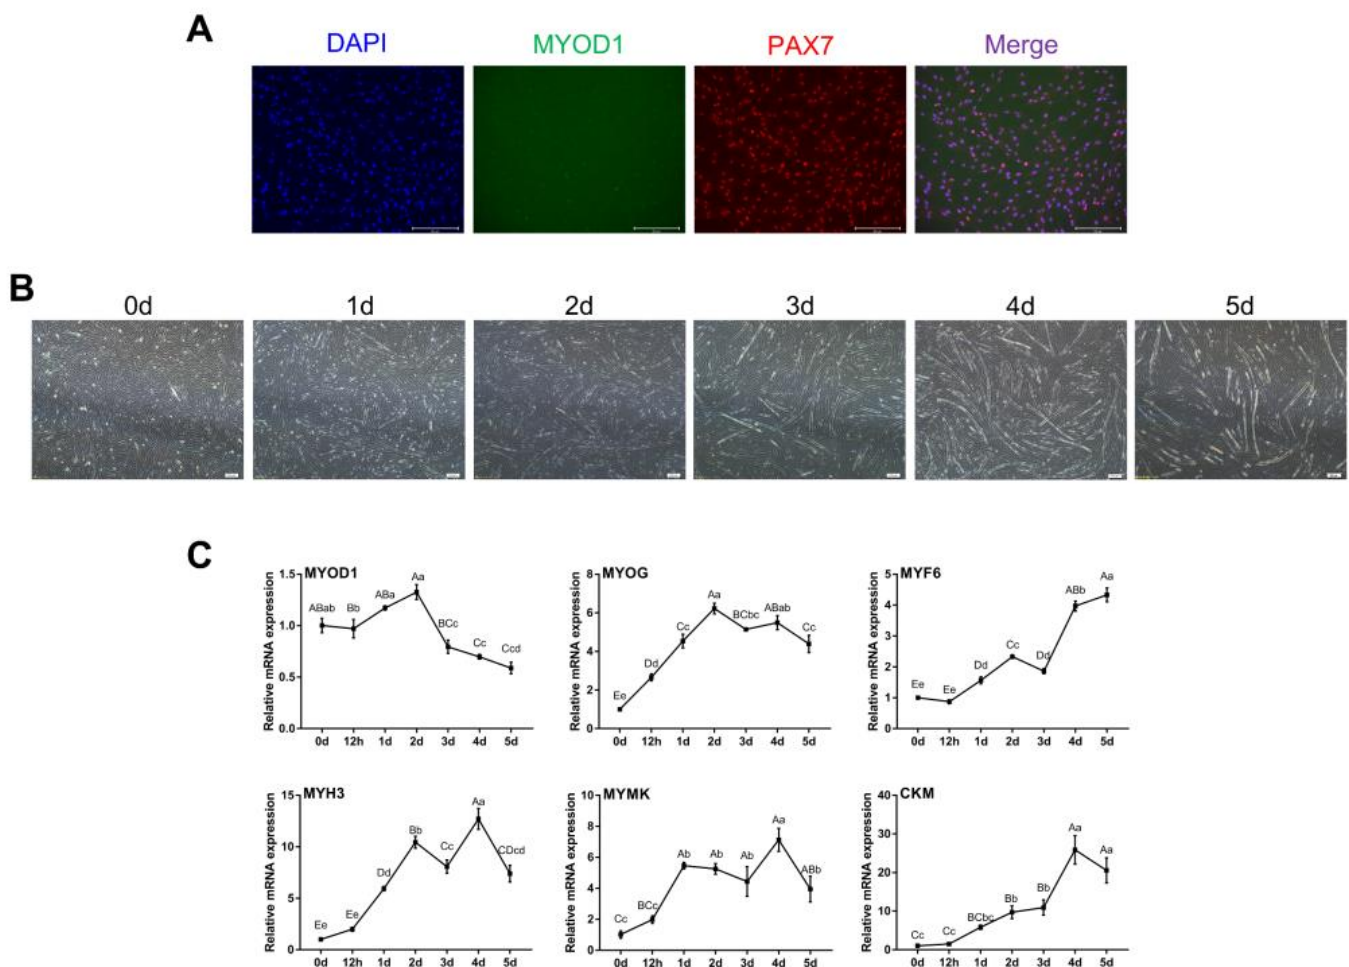 A
DAPI MYOD1 PAX7 Merge
B
0d 1d 2d 3d 4d 5d
C
MYOD1
Relative mRNA expression
1.5
1.0
0.5
0.0
ABab Bb ABa Aa BCc Cc Ccd
0d 12h 1d 2d 3d 4d 5d
MYOG
Relative mRNA expression
8
6
4
2
0
Ee Dd Cc Aa BCbc ABab Cc
0d 12h 1d 2d 3d 4d 5d
MYF6
Relative mRNA expression
5
4
3
2
1
0
Ee Ee Dd Cc Dd ABb Aa
0d 12h 1d 2d 3d 4d 5d
MYH3
Relative mRNA expression
15
10
5
0
Ee Ee Dd Bb Cc Aa CDcd
0d 12h 1d 2d 3d 4d 5d
MYMK
Relative mRNA expression
10
8
6
4
2
0
Cc BCc Ab Ab Ab Aa ABb
0d 12h 1d 2d 3d 4d 5d
CKM
Relative mRNA expression
40
30
20
10
0
Cc Cc BCbc Bb Bb Aa Aa
0d 12h 1d 2d 3d 4d 5d